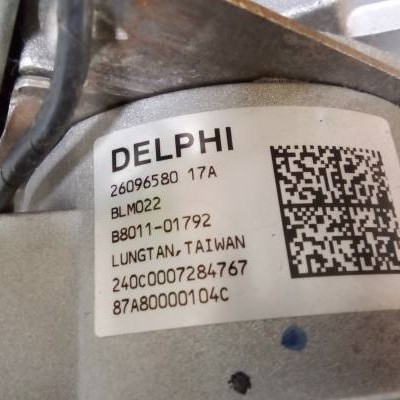 DELPHI
26096580 17A
BLM022
B8011-01792
LUNGTAN, TAIWAN
240C0007284767
87A80000104C